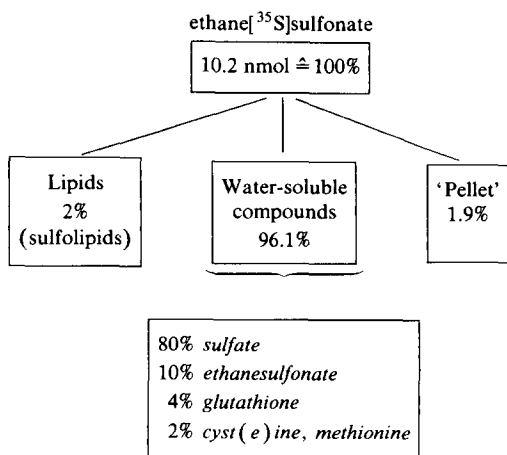 ethane[³⁵S]sulfonate
10.2 nmol ≙ 100%
Lipids
2%
(sulfolipids)
Water-soluble
compounds
96.1%
'Pellet'
1.9%
80% sulfate
10% ethanesulfonate
4% glutathione
2% cyst(e)ine, methionine